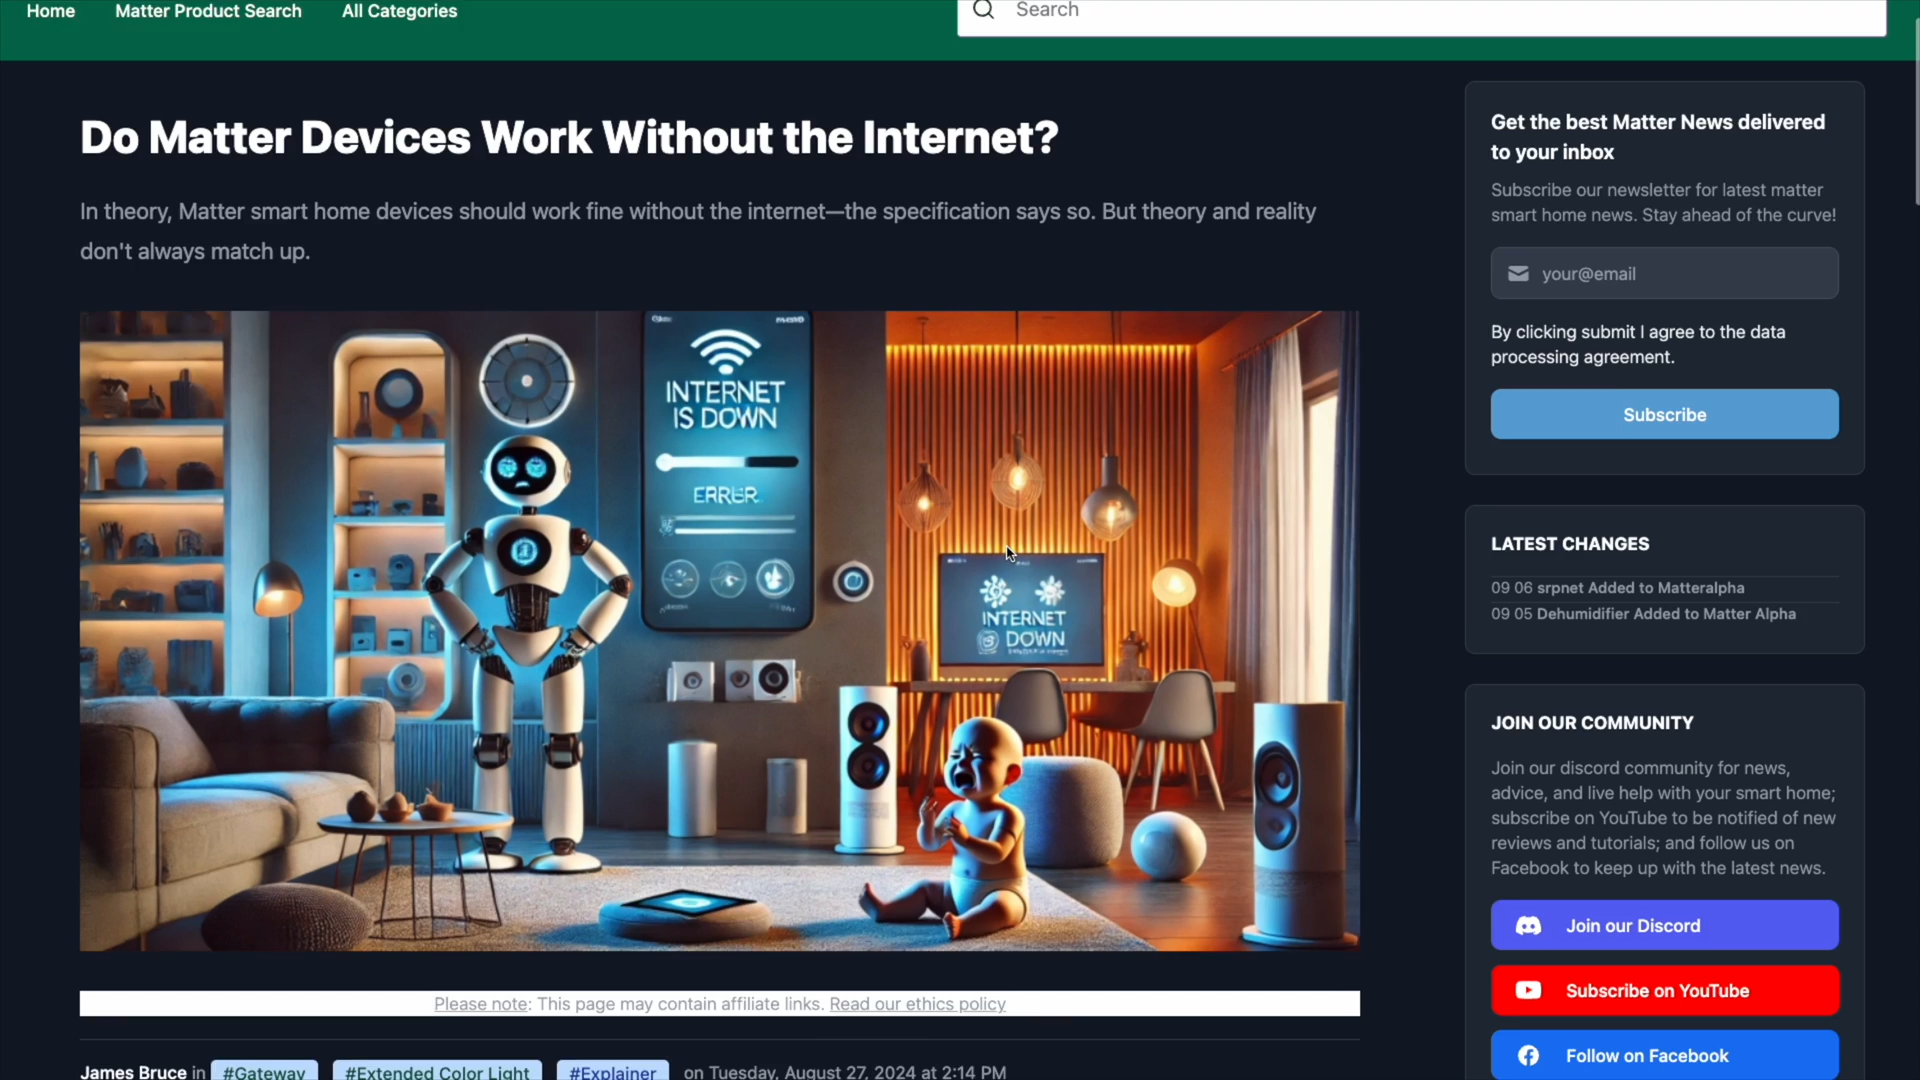 Home Matter Product Search All Categories
Search
Do Matter Devices Work Without the Internet?
In theory, Matter smart home devices should work fine without the internet—the specification says so. But theory and reality
don't always match up.
INTERNET
IS DOWN
ERRER
INTERNET
DOWN
Please note: This page may contain affiliate links. Read our ethics policy
James Bruce in #Gateway #Extended Color Light #Explainer on Tuesday, August 27, 2024 at 2:14 PM
Get the best Matter News delivered
to your inbox
Subscribe our newsletter for latest matter
smart home news. Stay ahead of the curve!
your@email
By clicking submit I agree to the data
processing agreement.
Subscribe
LATEST CHANGES
09 06 srpnet Added to Matteralpha
09 05 Dehumidifier Added to Matter Alpha
JOIN OUR COMMUNITY
Join our discord community for news,
advice, and live help with your smart home;
subscribe on YouTube to be notified of new
reviews and tutorials; and follow us on
Facebook to keep up with the latest news.
Join our Discord
Subscribe on YouTube
Follow on Facebook